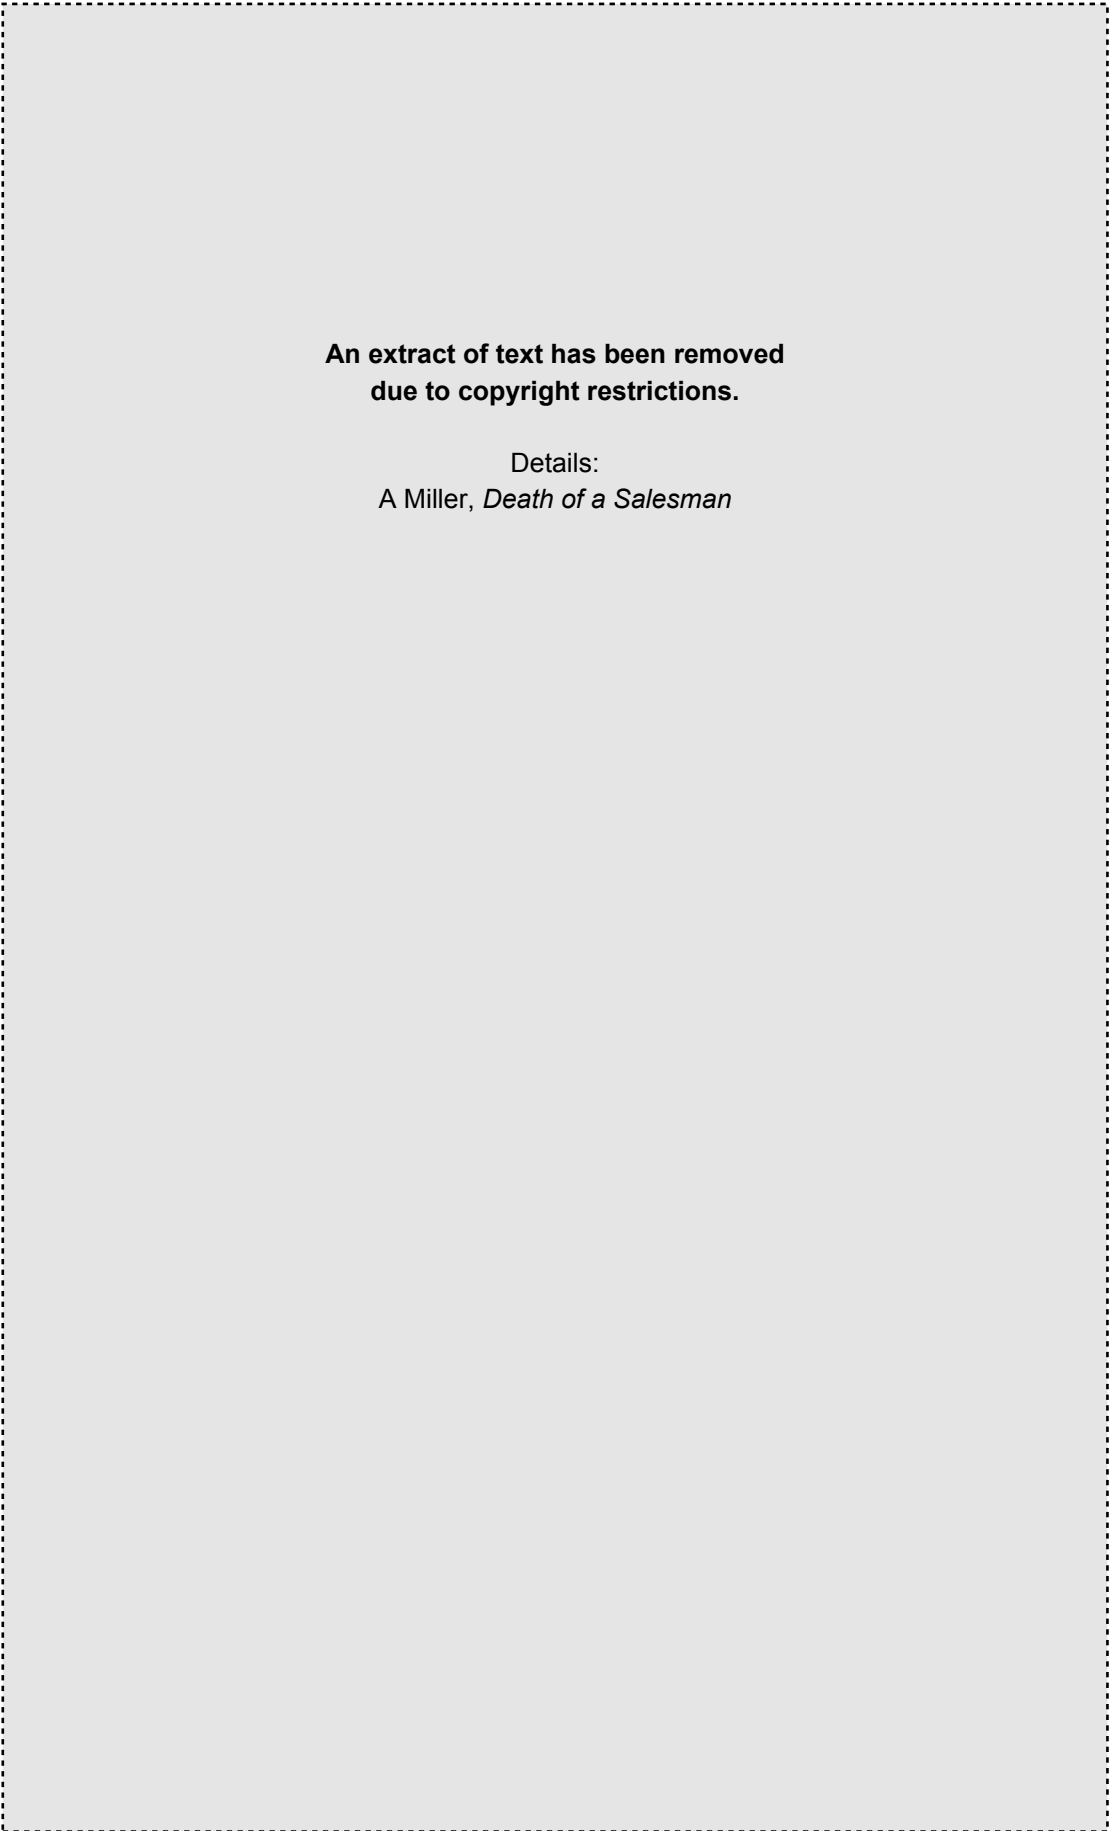 An extract of text has been removed
due to copyright restrictions.
Details:
A Miller, Death of a Salesman